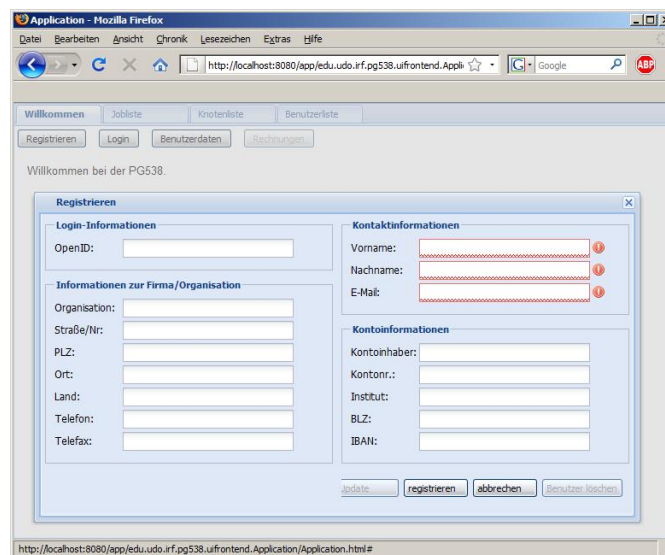 Application - Mozilla Firefox
Datei Bearbeiten Ansicht Chronik Lesezeichen Extras Hilfe
http://localhost:8080/app/edu.udo.irf.pg538.uifrontend.Appli
G Google
ABP
Willkommen Jobliste Knotenliste Benutzerliste
Registrieren Login Benutzerdaten Rechnungen
Willkommen bei der PG538.
Registrieren
Login-Informationen
OpenID:
Informationen zur Firma/Organisation
Organisation:
Straße/Nr:
PLZ:
Ort:
Land:
Telefon:
Telefax:
Kontaktinformationen
Vorname:
Nachname:
E-Mail:
Kontoinformationen
Kontoinhaber:
Kontonr.:
Institut:
BLZ:
IBAN:
Update registrieren abbrechen Benutzer löschen
http://localhost:8080/app/edu.udo.irf.pg538.uifrontend.Application/Application.html#